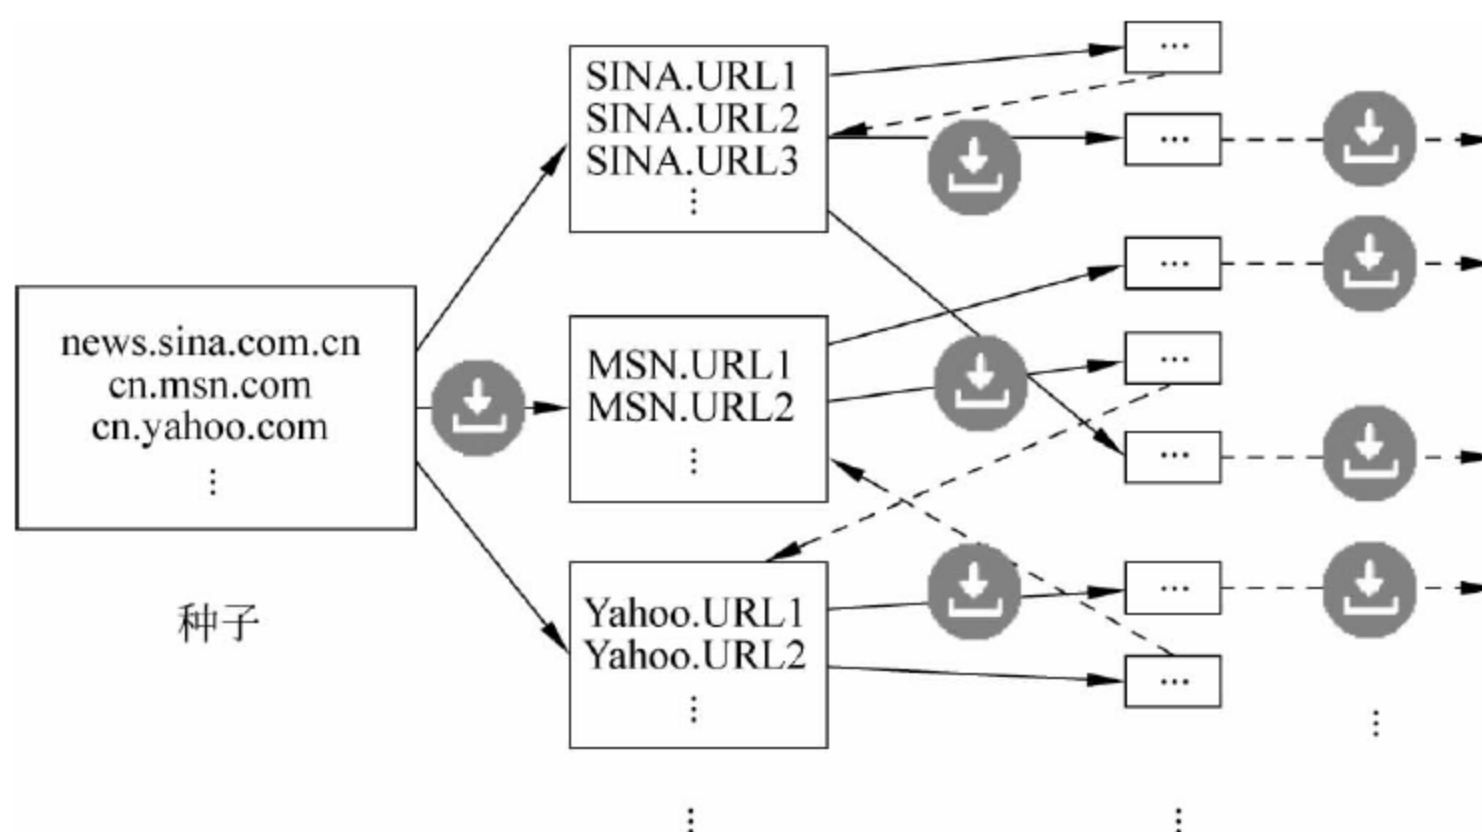 news.sina.com.cn
cn.msn.com
cn.yahoo.com
⋮
种子
SINA.URL1
SINA.URL2
SINA.URL3
⋮
MSN.URL1
MSN.URL2
⋮
Yahoo.URL1
Yahoo.URL2
⋮
⋮
…
…
…
…
…
…
…
⋮
⋮